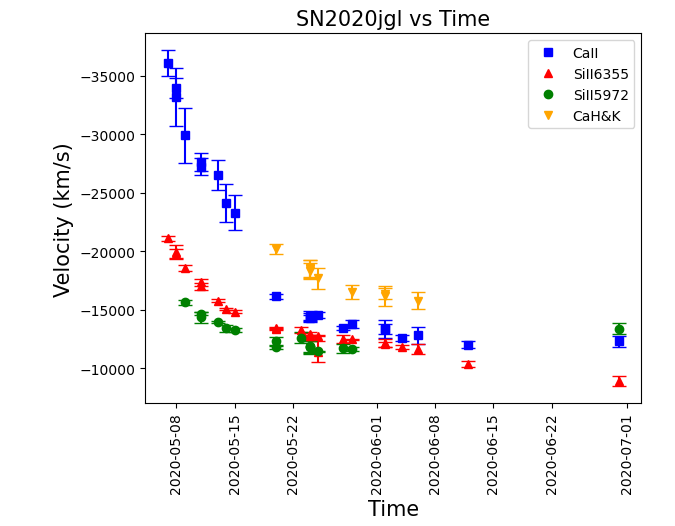 SN2020jgl vs Time
Velocity (km/s)
−35000
−30000
−25000
−20000
−15000
−10000
CaII
SiII6355
SiII5972
CaH&K
2020-05-08
2020-05-15
2020-05-22
2020-06-01
2020-06-08
2020-06-15
2020-06-22
2020-07-01
Time